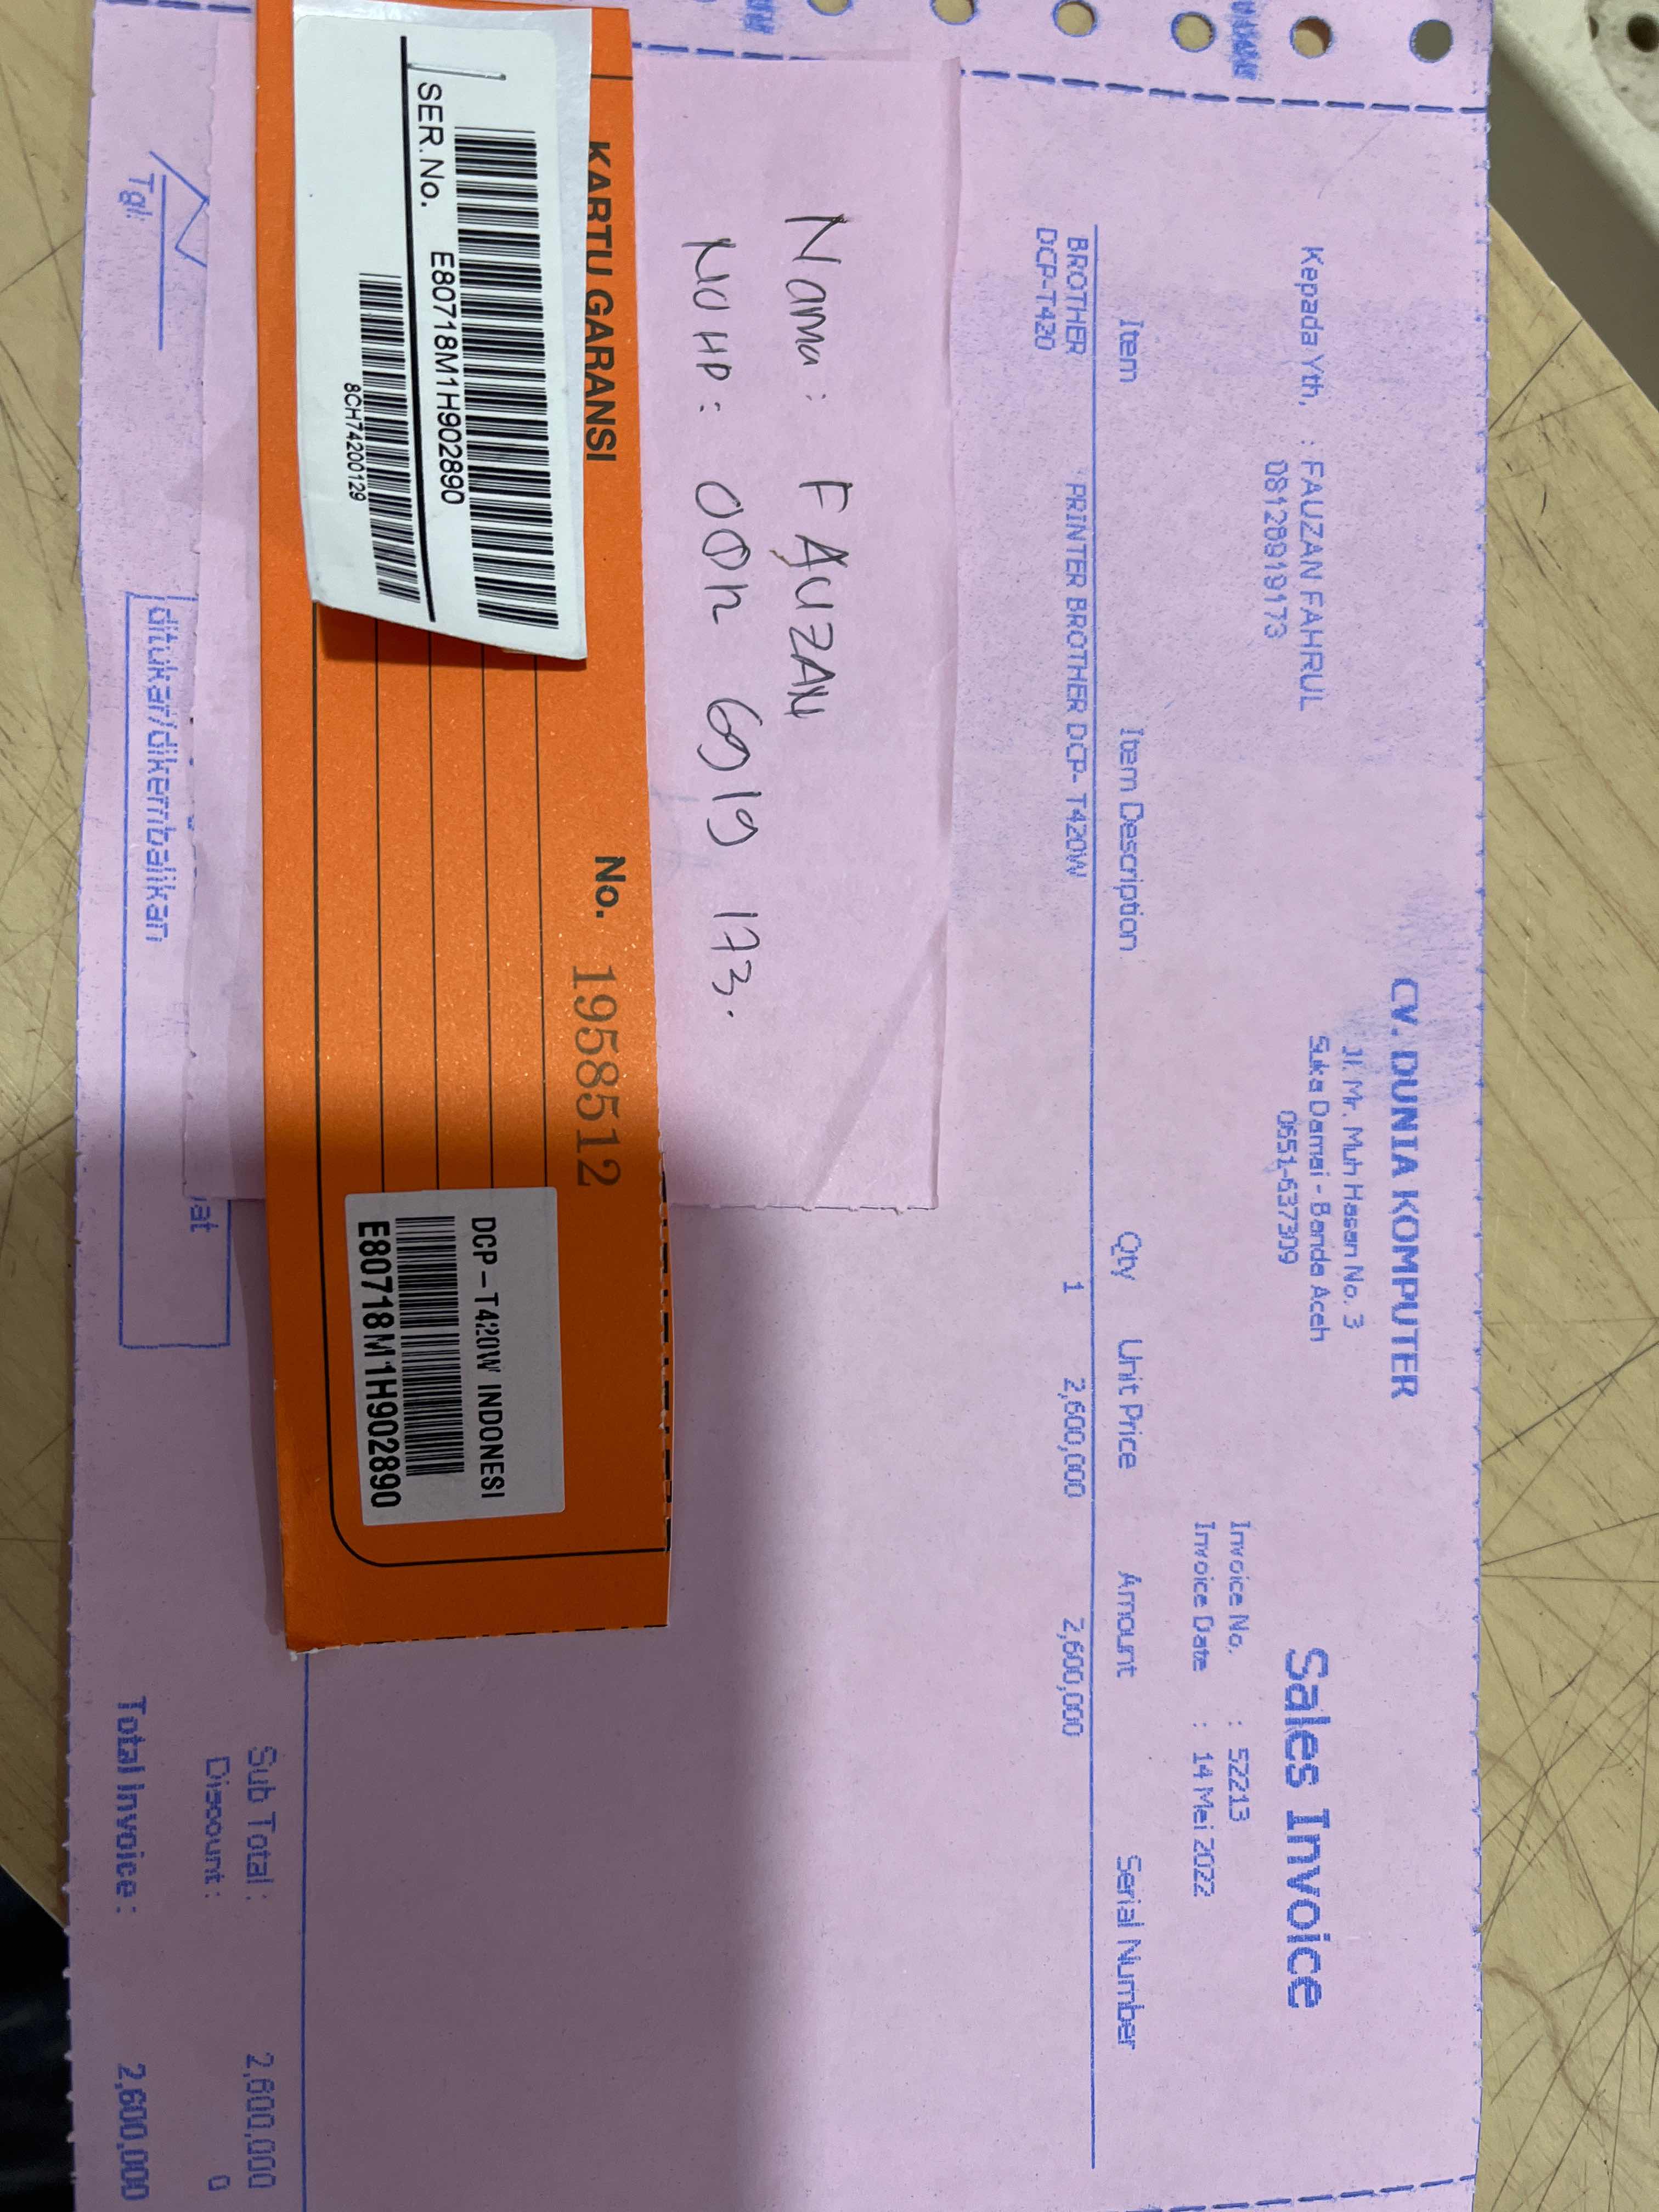 CV. DUNIA KOMPUTER
Jl. Mr. Muh Hasan No. 3
Suka Damai - Banda Aceh
0651-637309
Sales Invoice
Kepada Yth, : FAUZAN FAHRUL
Invoice No. : 52213
Invoice Date : 14 Mei 2022
Item Item Description Qty Unit Price Amount Serial Number
BROTHER PRINTER BROTHER DCP- T420W 1 2,600,000 2,600,000
DCP-T420
Nama : FAUZAN
NO HP :
KARTU GARANSI No. 1958512
SER.No. E80718M1H902890
8CH74200129
DCP-T420W INDONESI
E80718M1H902890
Sub Total : 2,600,000
Discount : 0
Total Invoice : 2,600,000
ditukar/dikembalikan
Tgl: